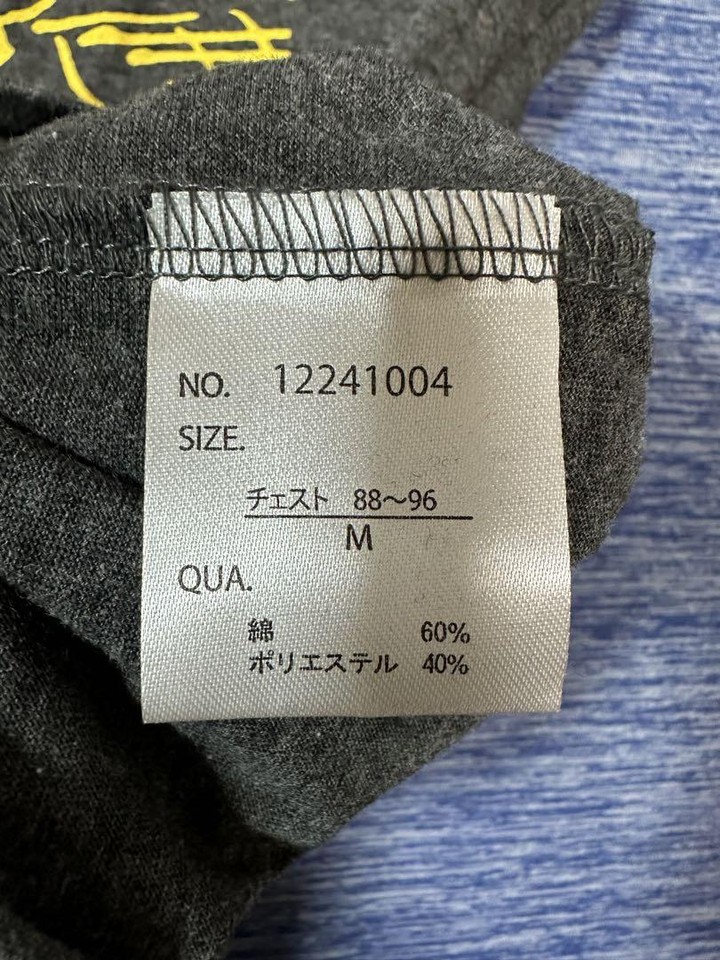 NO. 12241004
SIZE.
チェスト 88〜96
M
QUA.
綿 60%
ポリエステル 40%